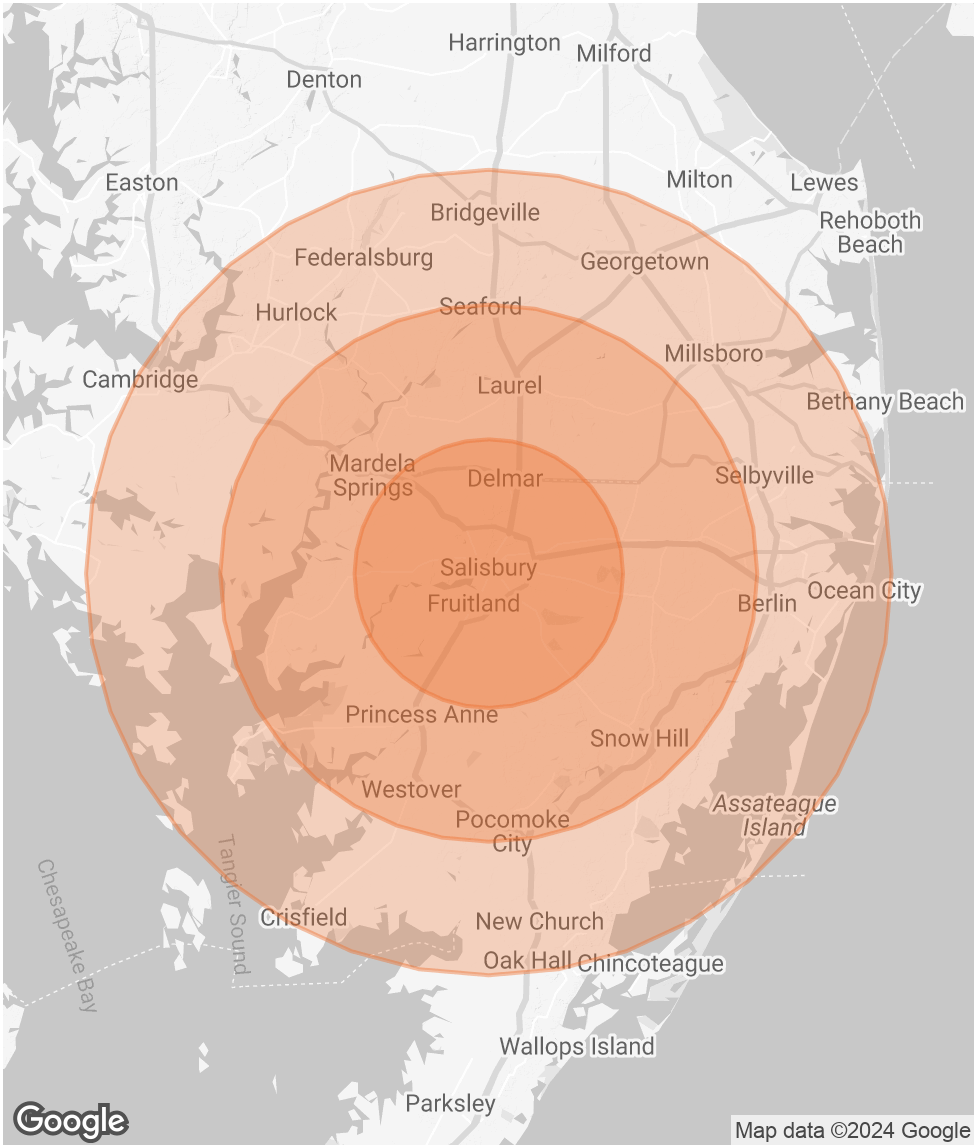 Harrington
Milford
Denton
Easton
Milton
Lewes
Bridgeville
Rehoboth
Beach
Federalsburg
Georgetown
Hurlock
Seaford
Millsboro
Cambridge
Laurel
Bethany Beach
Mardela
Springs
Delmar
Selbyville
Salisbury
Fruitland
Berlin
Ocean City
Princess Anne
Snow Hill
Westover
Assateague
Island
Pocomoke
City
Tangier Sound
Chesapeake Bay
Crisfield
New Church
Oak Hall
Chincoteague
Wallops Island
Parksley
Google
Map data ©2024 Google